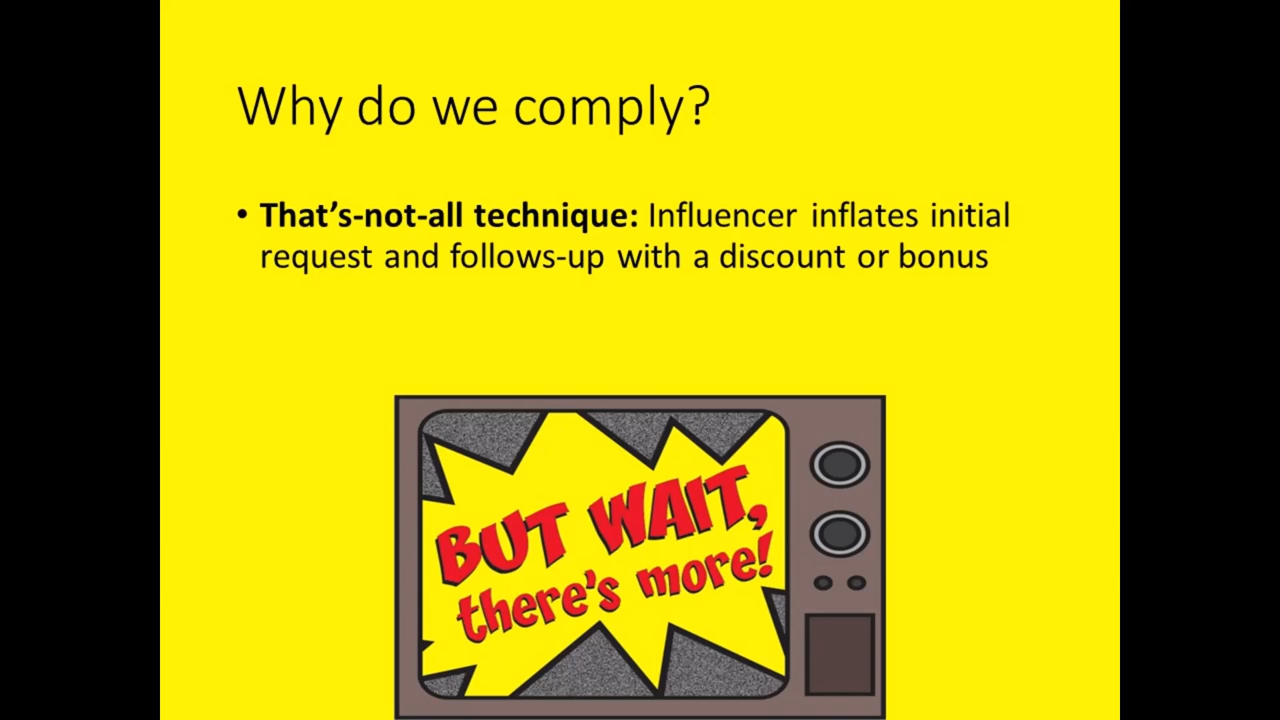 Why do we comply?
• That's-not-all technique: Influencer inflates initial
request and follows-up with a discount or bonus
BUT WAIT,
there's more!